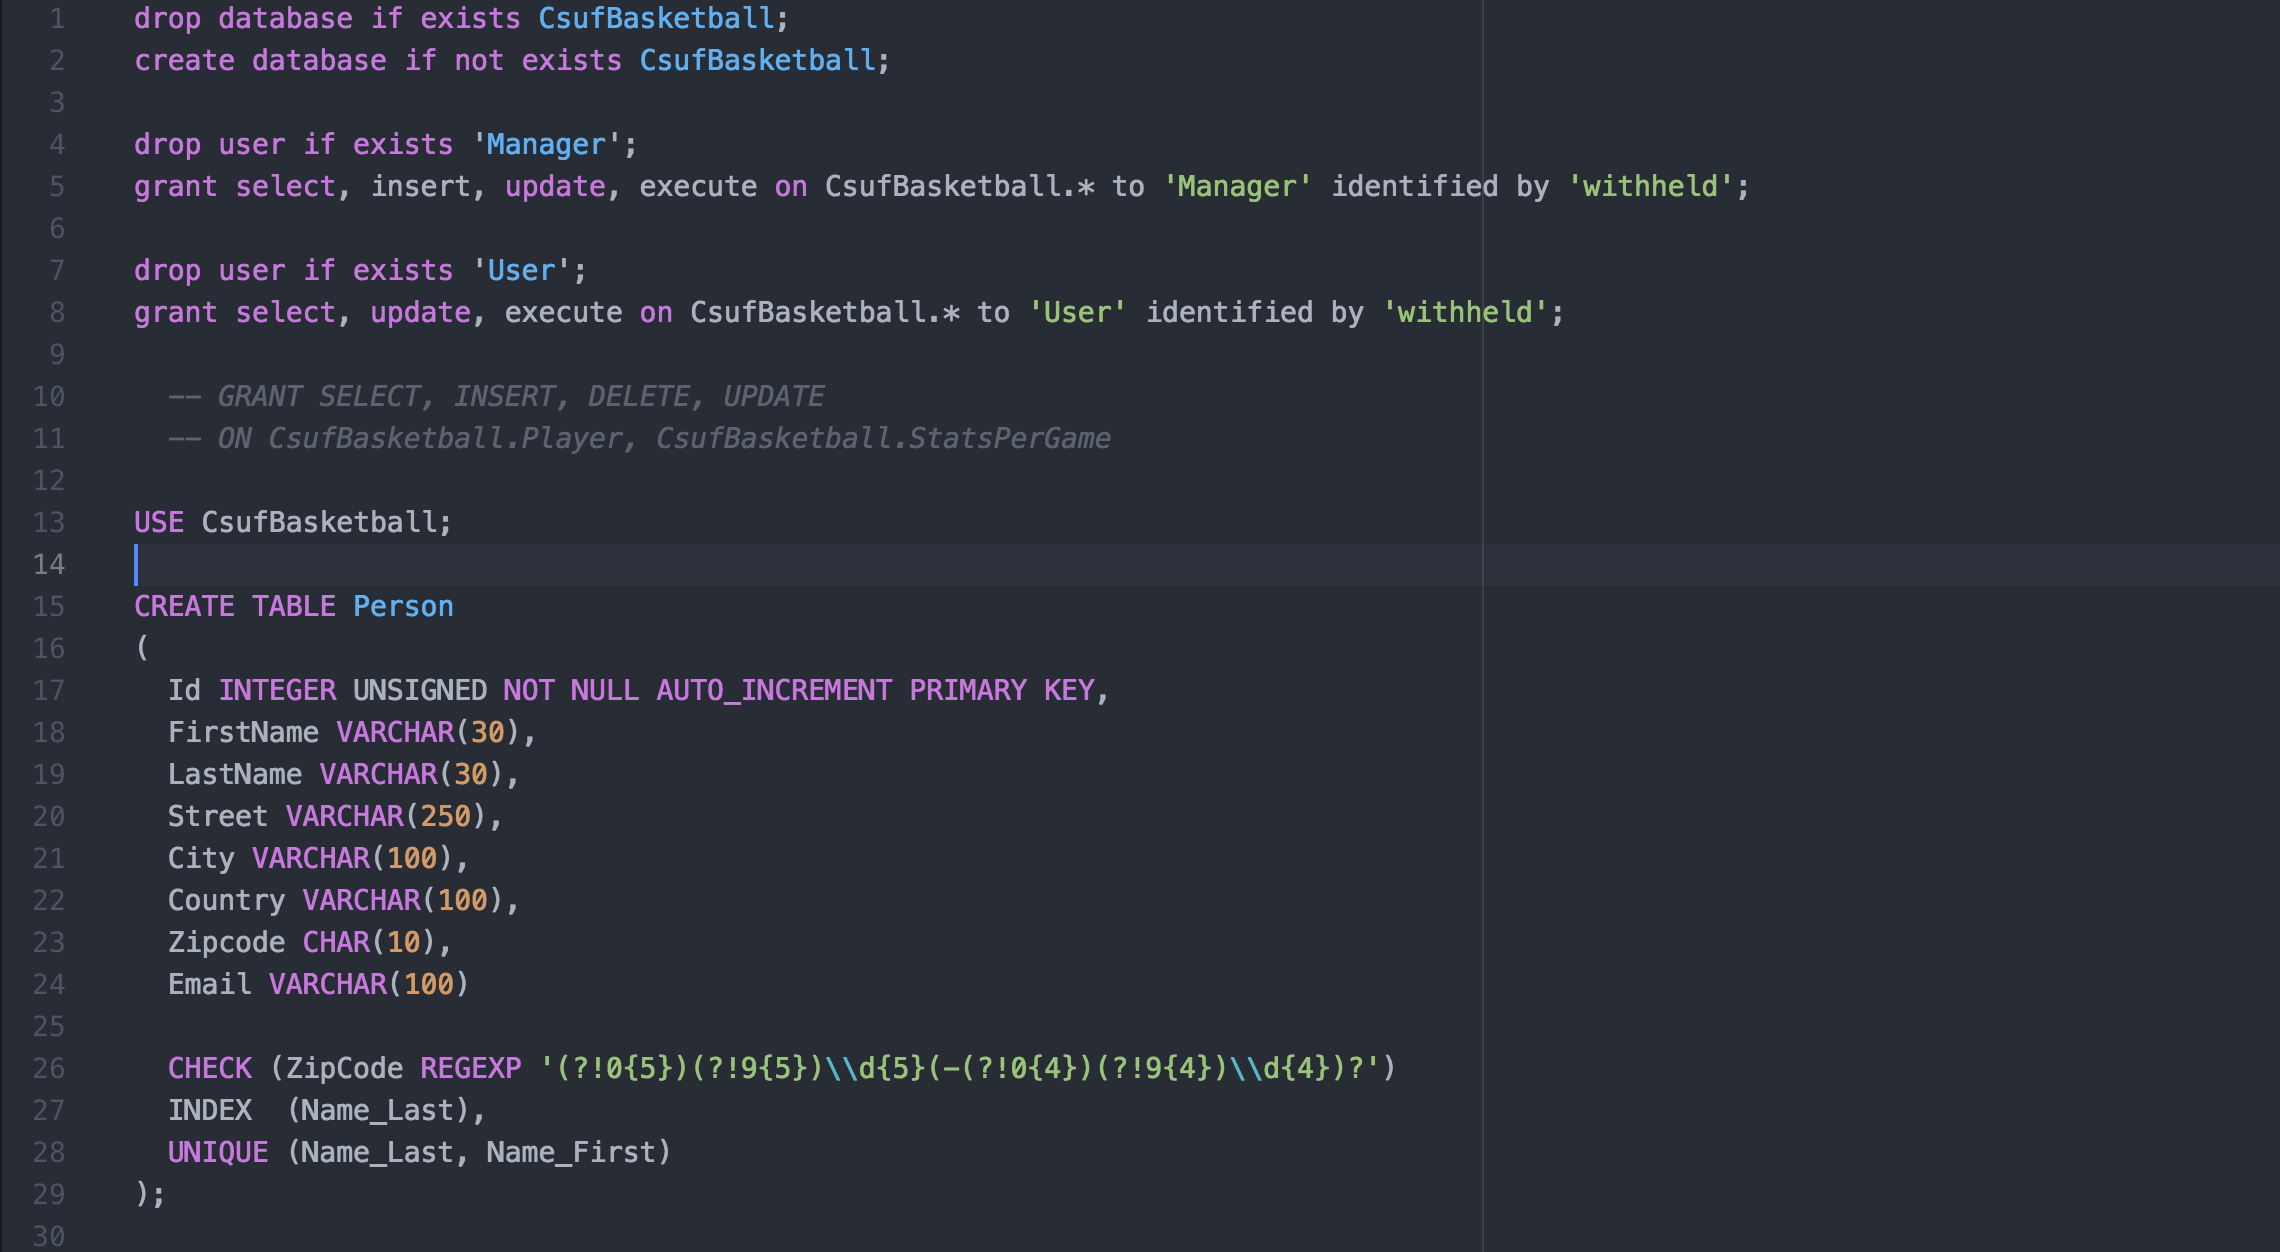 1 drop database if exists CsufBasketball;
2 create database if not exists CsufBasketball;
3
4 drop user if exists 'Manager';
5 grant select, insert, update, execute on CsufBasketball.* to 'Manager' identified by 'withheld';
6
7 drop user if exists 'User';
8 grant select, update, execute on CsufBasketball.* to 'User' identified by 'withheld';
9
10 -- GRANT SELECT, INSERT, DELETE, UPDATE
11 -- ON CsufBasketball.Player, CsufBasketball.StatsPerGame
12
13 USE CsufBasketball;
14
15 CREATE TABLE Person
16 (
17 Id INTEGER UNSIGNED NOT NULL AUTO_INCREMENT PRIMARY KEY,
18 FirstName VARCHAR(30),
19 LastName VARCHAR(30),
20 Street VARCHAR(250),
21 City VARCHAR(100),
22 Country VARCHAR(100),
23 Zipcode CHAR(10),
24 Email VARCHAR(100)
25
26 CHECK (ZipCode REGEXP '(?!0{5})(?!9{5})\\d{5}(-(?!0{4})(?!9{4})\\d{4})?')
27 INDEX  (Name_Last),
28 UNIQUE (Name_Last, Name_First)
29 );
30